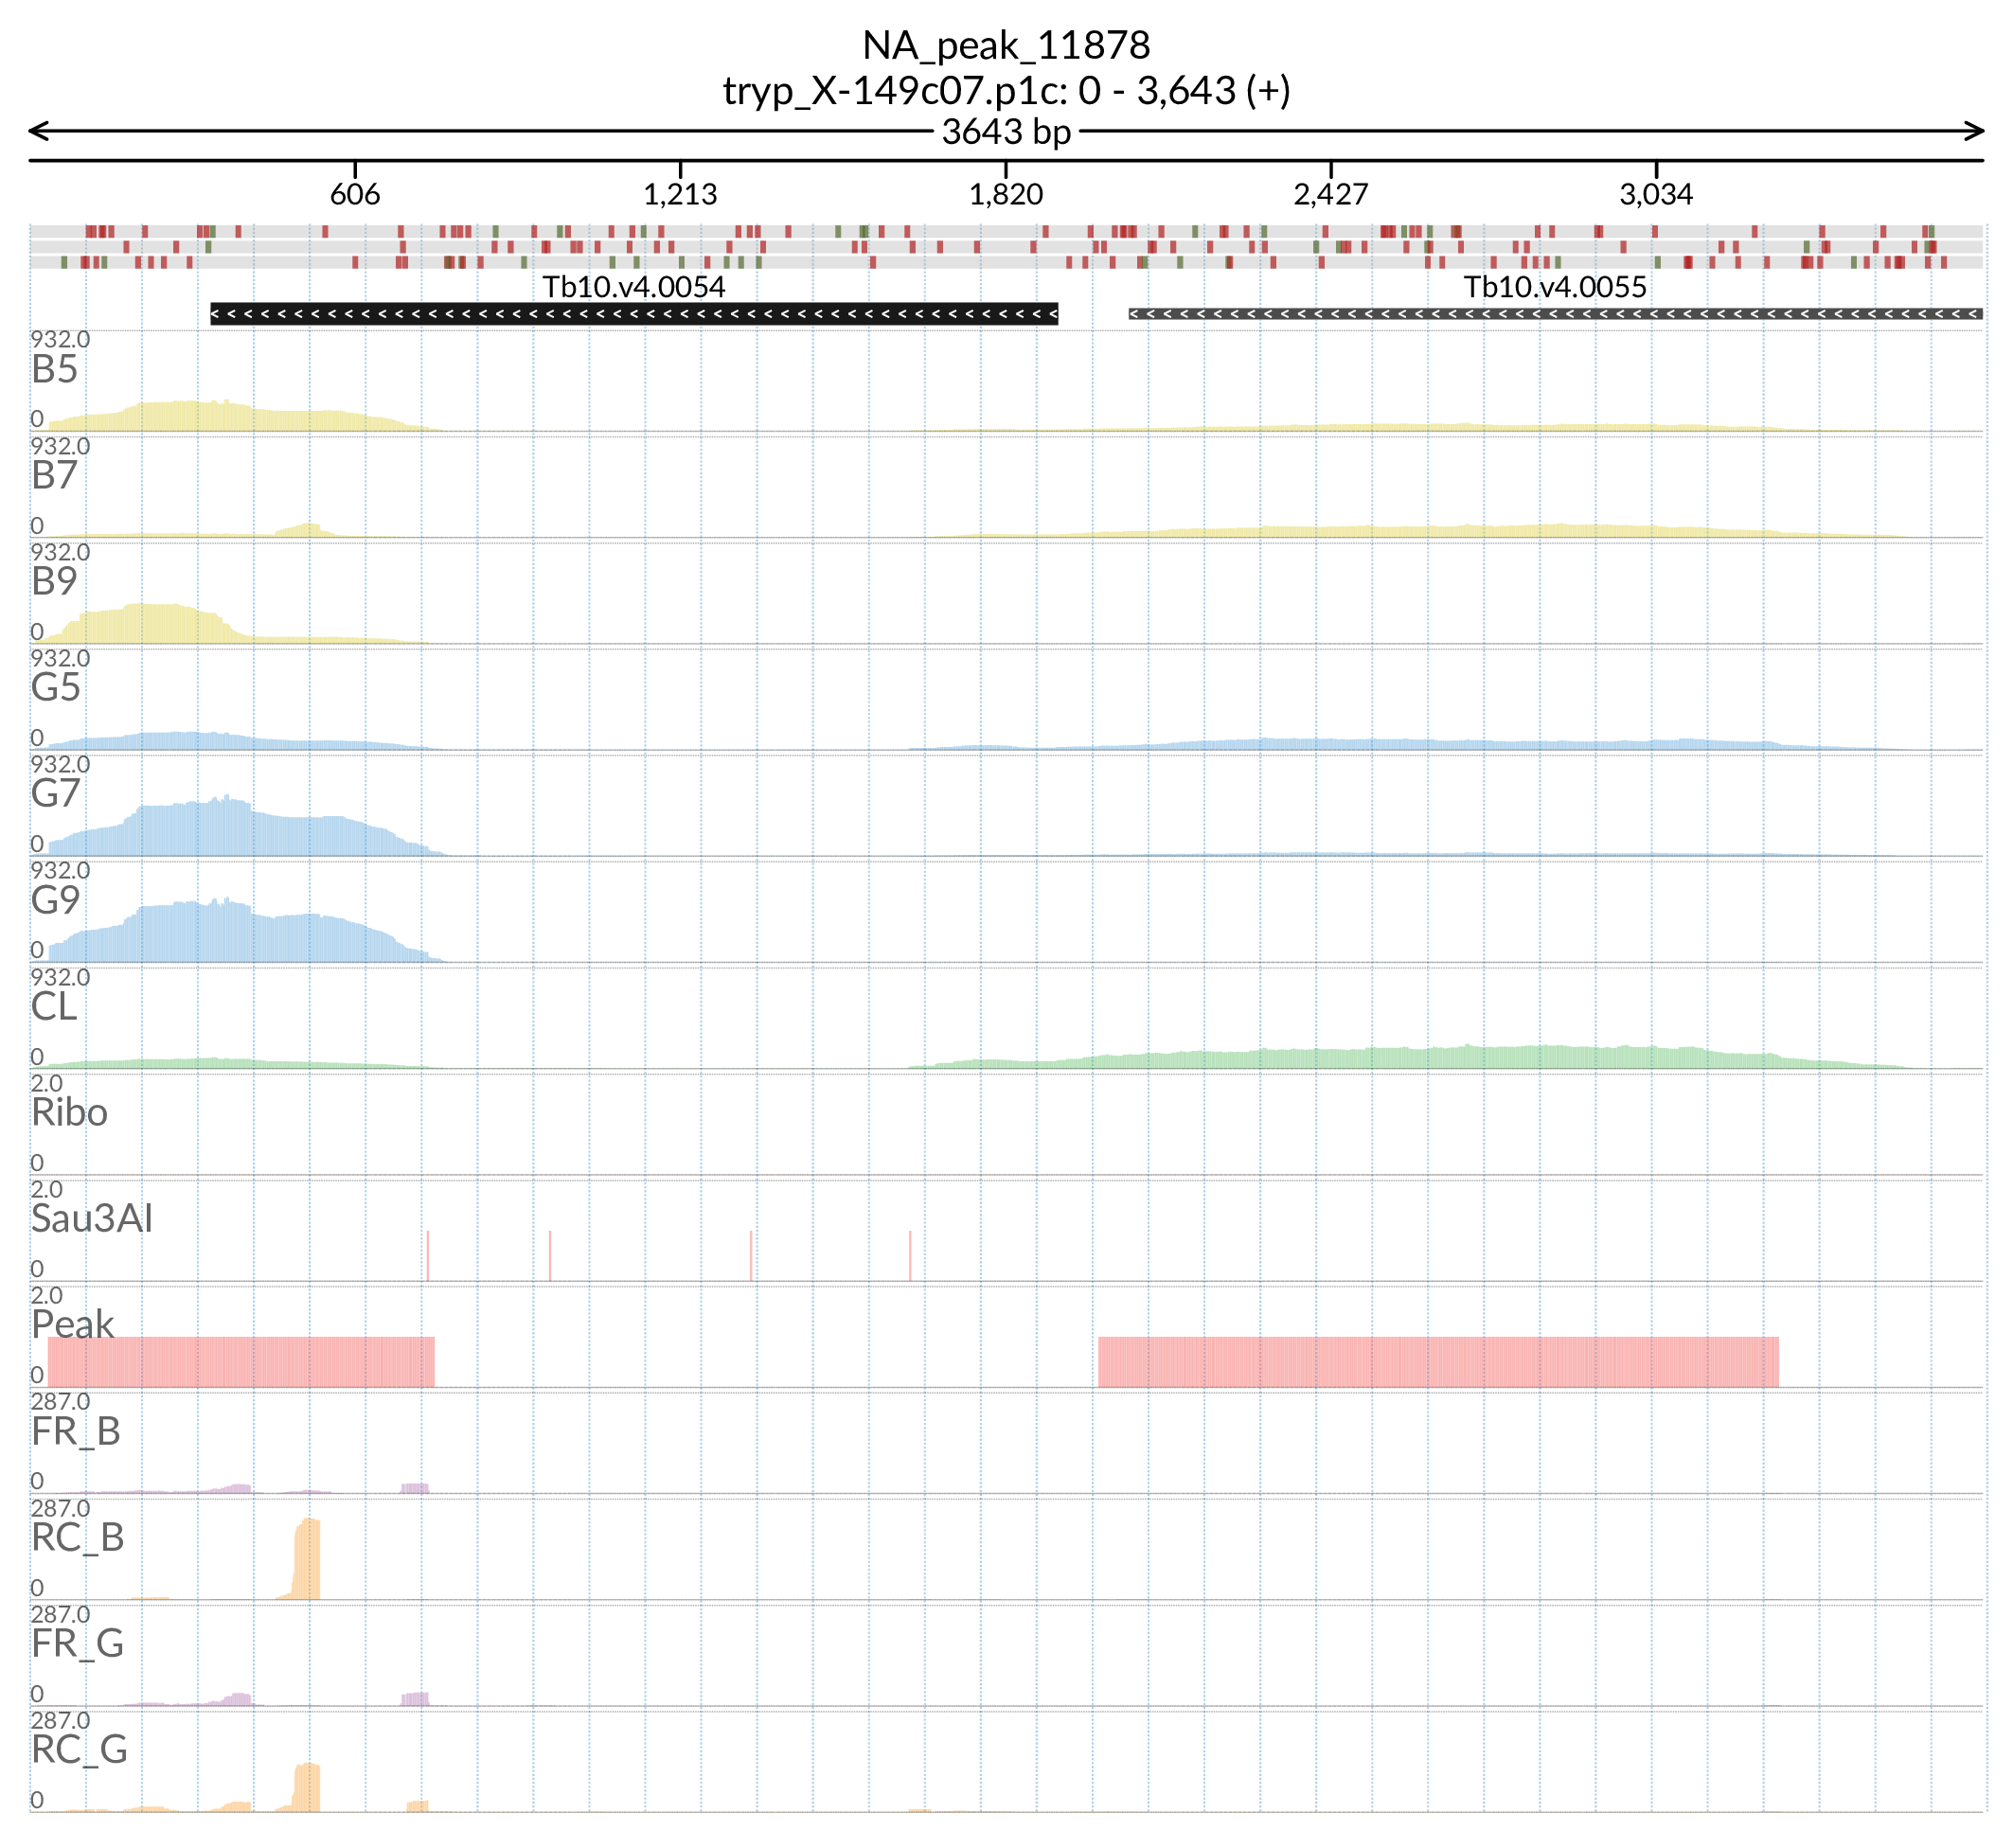 NA_peak_11878
tryp_X-149c07.p1c: 0 - 3,643 (+)
3643 bp
606 1,213 1,820 2,427 3,034
Tb10.v4.0054 Tb10.v4.0055
932.0
B5
0
932.0
B7
0
932.0
B9
0
932.0
G5
0
932.0
G7
0
932.0
G9
0
932.0
CL
0
2.0
Ribo
0
2.0
Sau3AI
0
2.0
Peak
0
287.0
FR_B
0
287.0
RC_B
0
287.0
FR_G
0
287.0
RC_G
0